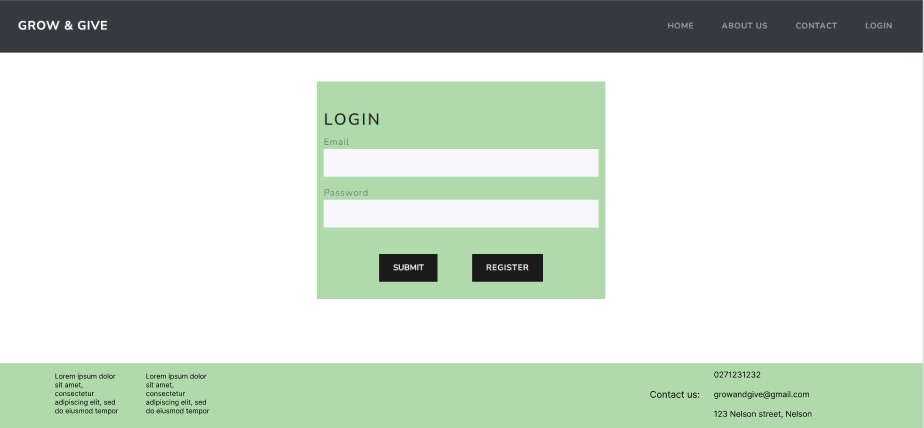 GROW & GIVE
HOME
ABOUT US
CONTACT
LOGIN
LOGIN
Email
Password
SUBMIT
REGISTER
Lorem ipsum dolor
sit amet,
consectetur
adipiscing elit, sed
do eiusmod tempor
Lorem ipsum dolor
sit amet,
consectetur
adipiscing elit, sed
do eiusmod tempor
Contact us:
0271231232
growandgive@gmail.com
123 Nelson street, Nelson